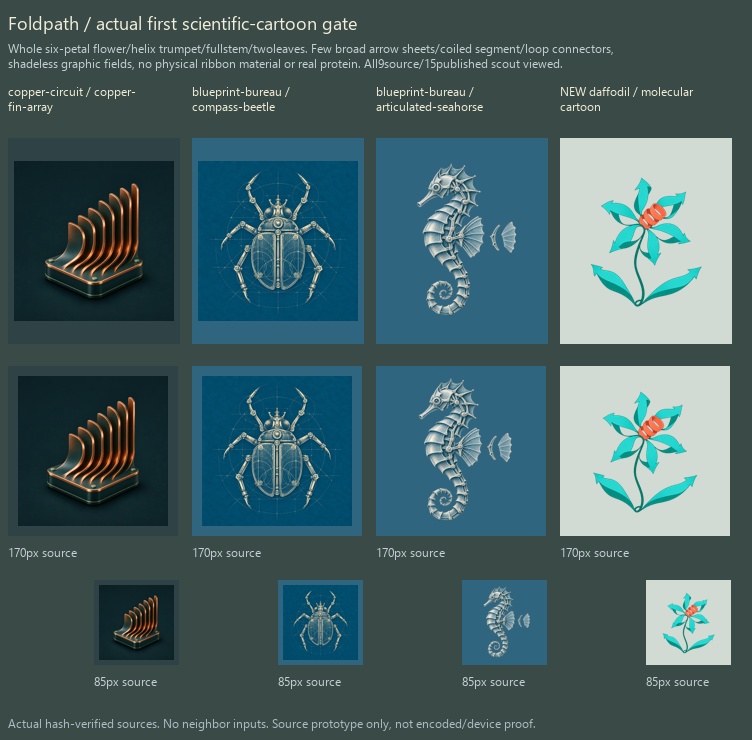 Foldpath / actual first scientific-cartoon gate
Whole six-petal flower/helix trumpet/fullstem/twoleaves. Few broad arrow sheets/coiled segment/loop connectors,
shadeless graphic fields, no physical ribbon material or real protein. All9source/15published scout viewed.
copper-circuit / copper-
fin-array
blueprint-bureau /
compass-beetle
blueprint-bureau /
articulated-seahorse
NEW daffodil / molecular
cartoon
170px source
170px source
170px source
170px source
85px source
85px source
85px source
85px source
Actual hash-verified sources. No neighbor inputs. Source prototype only, not encoded/device proof.